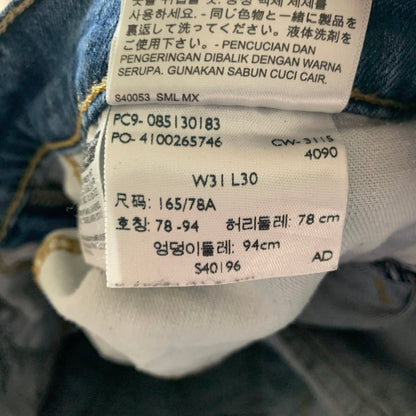 사용하세요. - 同じ色物と一緒に製品を
裏返して洗ってください。液体洗剤を
ご使用下さい。 - PENCUCIAN DAN
PENGERINGAN DIBALIK DENGAN WARNA
SERUPA. GUNAKAN SABUN CUCI CAIR.
S40053 SML MX
PC9- 085130183
PO- 4100265746 CW-3115
4090
W31 L30
尺码: 165/78A
호칭: 78 -94 허리둘레: 78 cm
엉덩이둘레: 94cm
S40196 AD